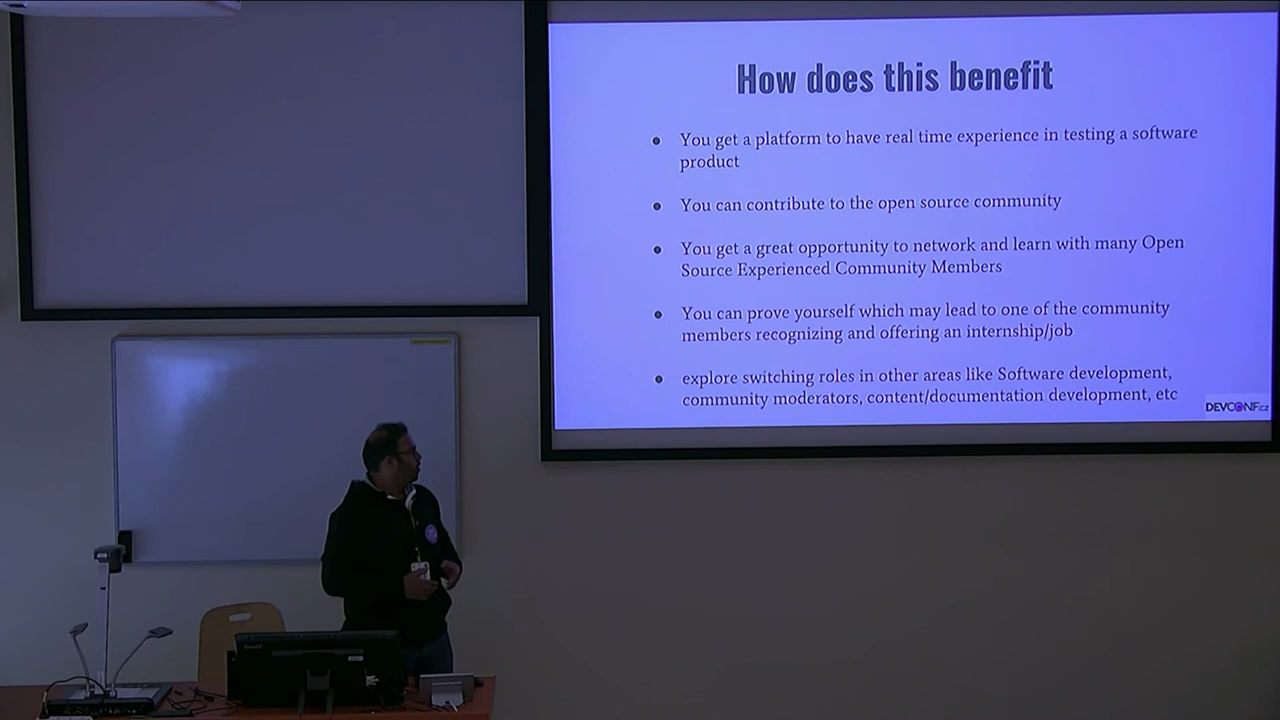 How does this benefit
You get a platform to have real time experience in testing a software
product
You can contribute to the open source community
You get a great opportunity to network and learn with many Open
Source Experienced Community Members
You can prove yourself which may lead to one of the community
members recognizing and offering an internship/job
explore switching roles in other areas like Software development,
community moderators, content/documentation development, etc
DEVCONF.cz